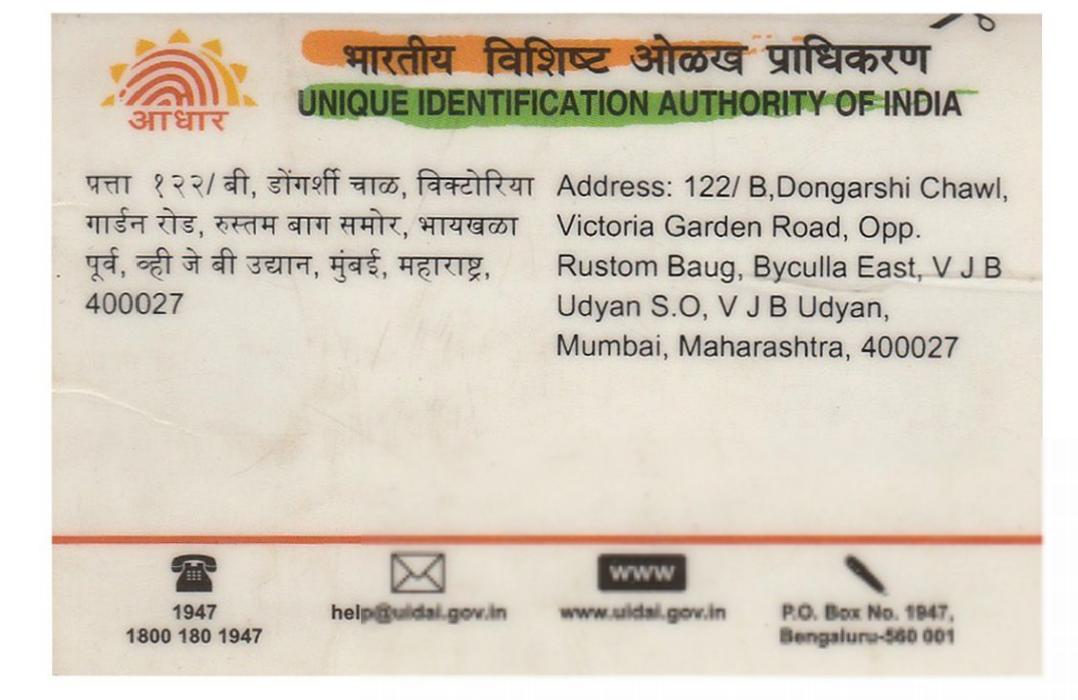 आधार
भारतीय विशिष्ट ओळख प्राधिकरण
UNIQUE IDENTIFICATION AUTHORITY OF INDIA
पत्ता १२२/ बी, डोंगर्शी चाळ, विक्टोरिया
गार्डन रोड, रुस्तम बाग समोर, भायखळा
पूर्व, व्ही जे बी उद्यान, मुंबई, महाराष्ट्र,
400027
Address: 122/ B,Dongarshi Chawl,
Victoria Garden Road, Opp.
Rustom Baug, Byculla East, V J B
Udyan S.O, V J B Udyan,
Mumbai, Maharashtra, 400027
1947
1800 180 1947
help@uidai.gov.in
www
www.uidai.gov.in
P.O. Box No. 1947,
Bengaluru-560 001